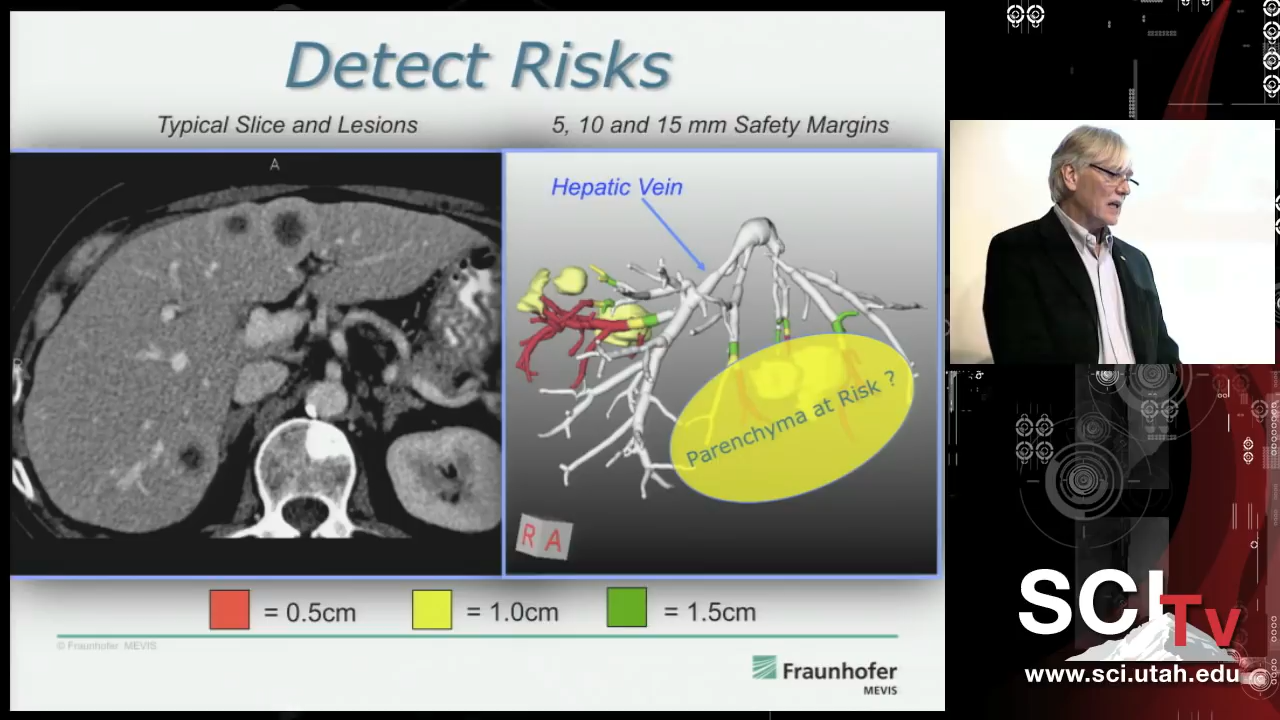 Detect Risks
Typical Slice and Lesions
5, 10 and 15 mm Safety Margins
A
Hepatic Vein
Parenchyma at Risk ?
R A
= 0.5cm
= 1.0cm
= 1.5cm
© Fraunhofer MEVIS
Fraunhofer
MEVIS
SCI
TV
www.sci.utah.edu